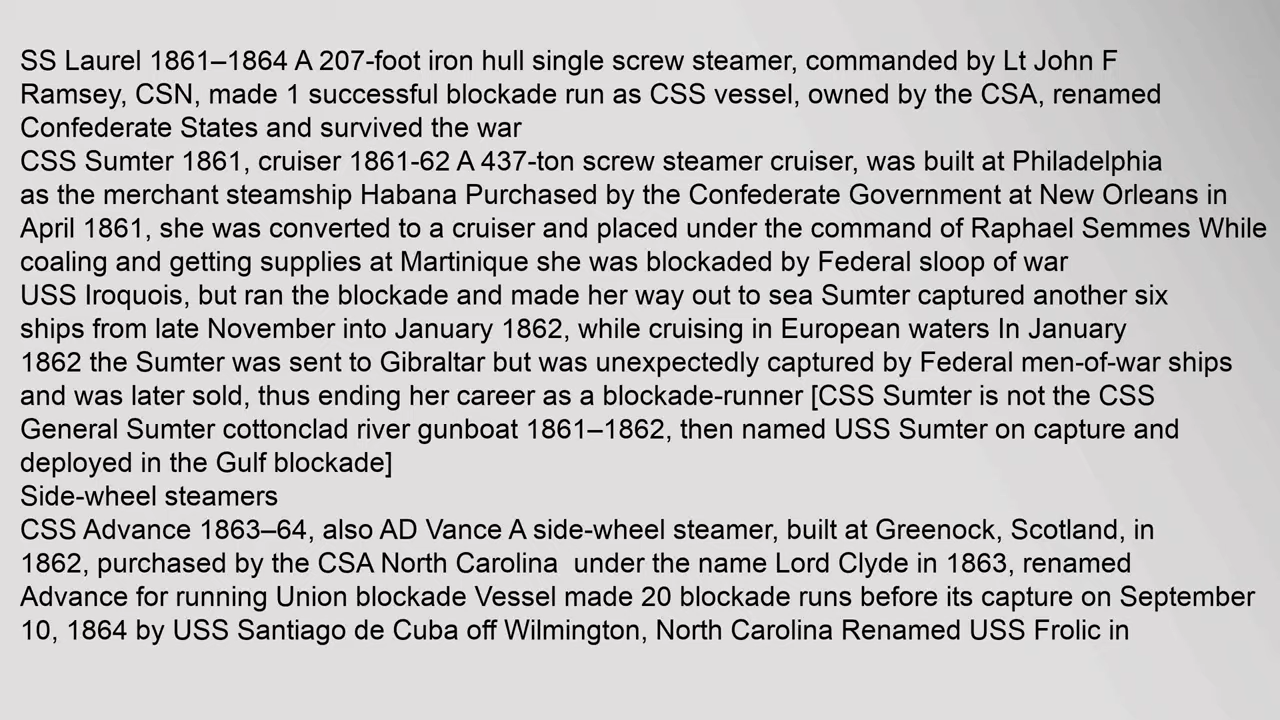 SS Laurel 1861–1864 A 207-foot iron hull single screw steamer, commanded by Lt John F
Ramsey, CSN, made 1 successful blockade run as CSS vessel, owned by the CSA, renamed
Confederate States and survived the war
CSS Sumter 1861, cruiser 1861-62 A 437-ton screw steamer cruiser, was built at Philadelphia
as the merchant steamship Habana Purchased by the Confederate Government at New Orleans in
April 1861, she was converted to a cruiser and placed under the command of Raphael Semmes While
coaling and getting supplies at Martinique she was blockaded by Federal sloop of war
USS Iroquois, but ran the blockade and made her way out to sea Sumter captured another six
ships from late November into January 1862, while cruising in European waters In January
1862 the Sumter was sent to Gibraltar but was unexpectedly captured by Federal men-of-war ships
and was later sold, thus ending her career as a blockade-runner [CSS Sumter is not the CSS
General Sumter cottonclad river gunboat 1861–1862, then named USS Sumter on capture and
deployed in the Gulf blockade]
Side-wheel steamers
CSS Advance 1863–64, also AD Vance A side-wheel steamer, built at Greenock, Scotland, in
1862, purchased by the CSA North Carolina  under the name Lord Clyde in 1863, renamed
Advance for running Union blockade Vessel made 20 blockade runs before its capture on September
10, 1864 by USS Santiago de Cuba off Wilmington, North Carolina Renamed USS Frolic in